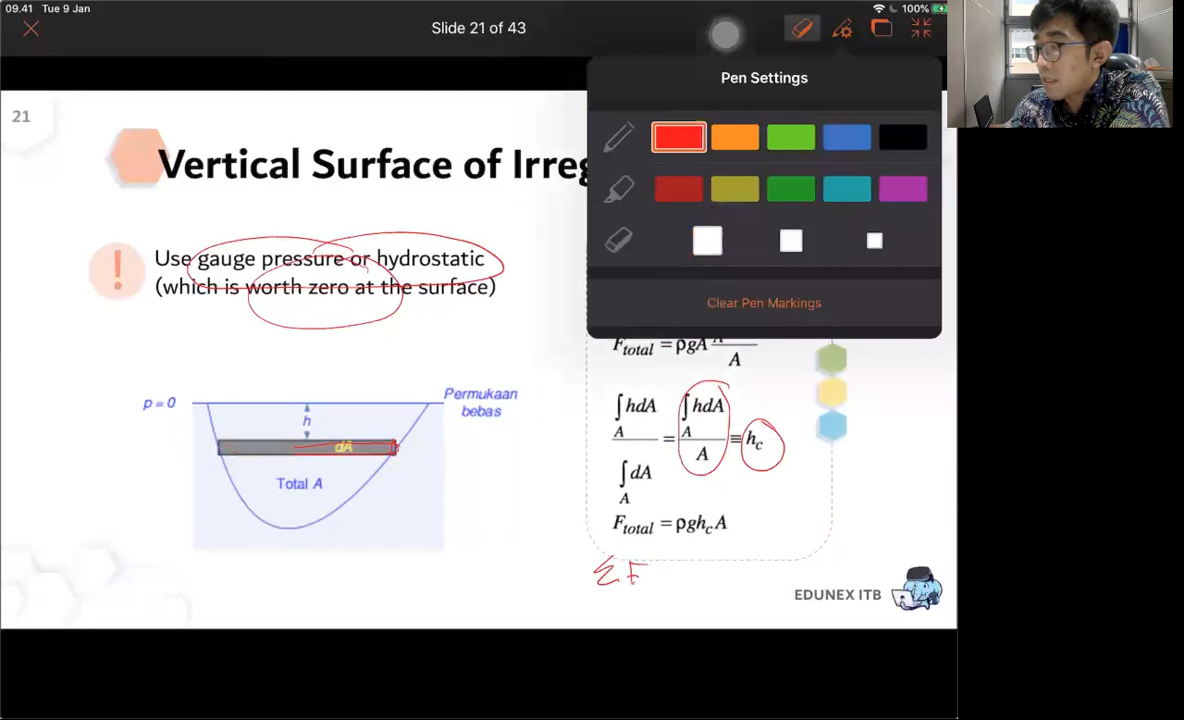 09.41 Tue 9 Jan
100%
Slide 21 of 43
Pen Settings
Clear Pen Markings
21
Vertical Surface of Irreg
Use gauge pressure or hydrostatic
(which is worth zero at the surface)
p = 0
h
dA
Total A
Permukaan
bebas
F_total = ρgA
A
∫_A hdA / ∫_A dA = ∫_A hdA / A ≡ h_c
F_total = ρgh_c A
Σ F
EDUNEX ITB